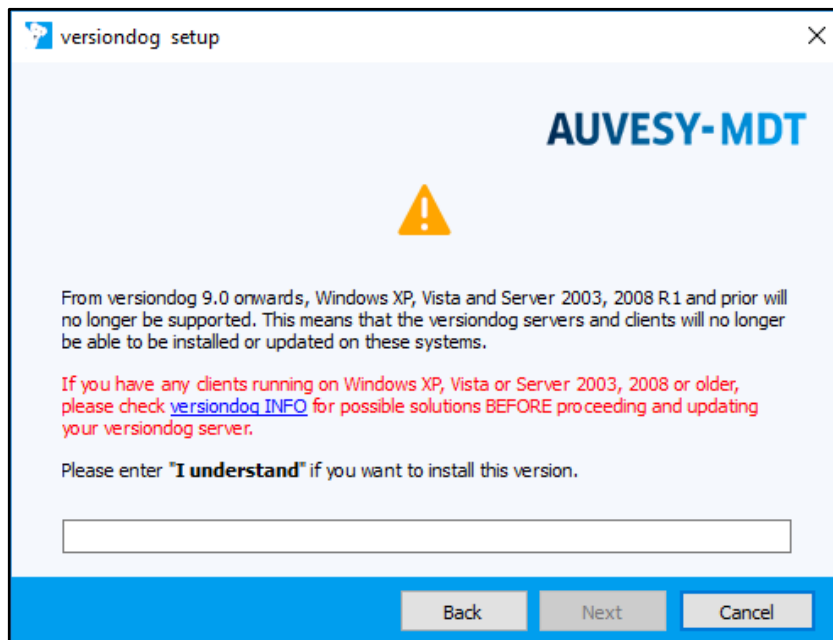 versiondog setup
AUVESY-MDT
From versiondog 9.0 onwards, Windows XP, Vista and Server 2003, 2008 R1 and prior will
no longer be supported. This means that the versiondog servers and clients will no longer
be able to be installed or updated on these systems.
If you have any clients running on Windows XP, Vista or Server 2003, 2008 or older,
please check versiondog INFO for possible solutions BEFORE proceeding and updating
your versiondog server.
Please enter "I understand" if you want to install this version.
Back Next Cancel